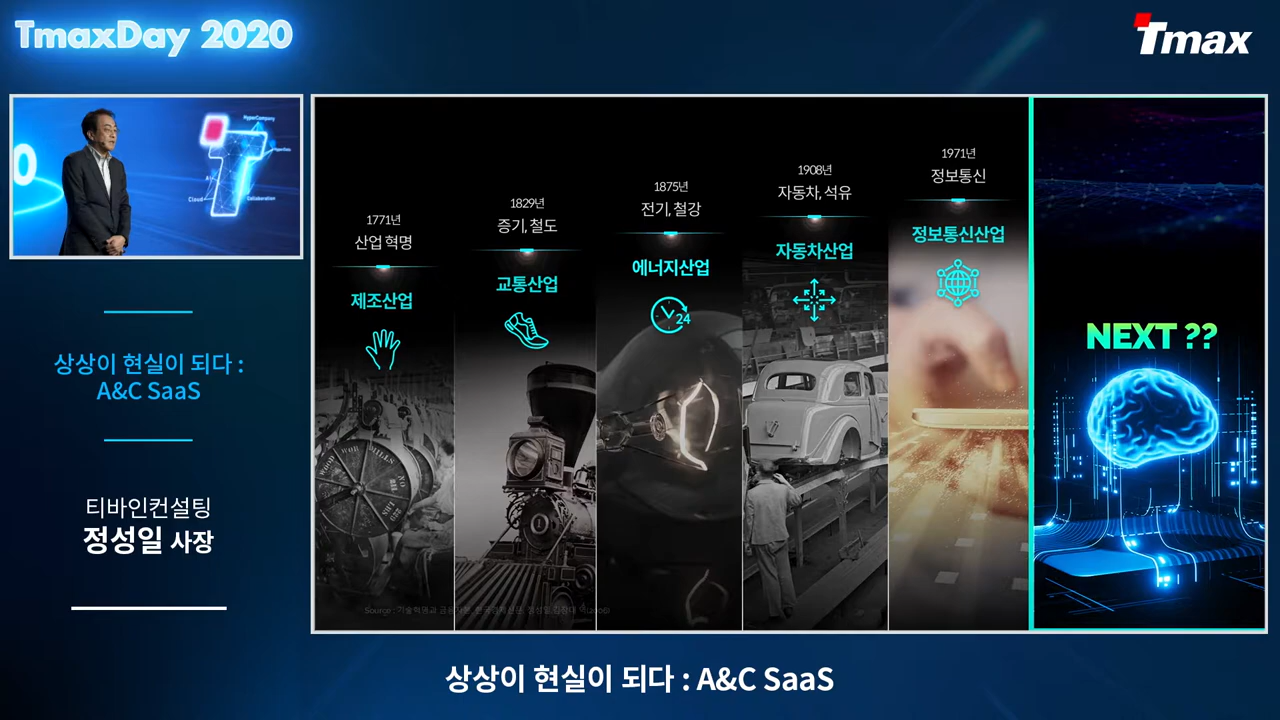 TmaxDay 2020
Tmax
HyperCompany
Cloud
Collaboration
상상이 현실이 되다 :
A&C SaaS
티바인컨설팅
정성일 사장
1771년
산업 혁명
제조산업
1829년
증기, 철도
교통산업
1875년
전기, 철강
에너지산업
24
1908년
자동차, 석유
자동차산업
1971년
정보통신
정보통신산업
NEXT ??
상상이 현실이 되다 : A&C SaaS